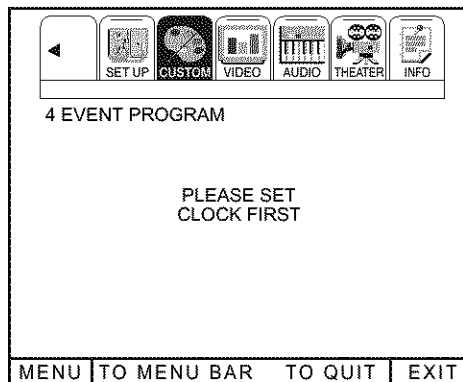 SET UP CUSTOM VIDEO AUDIO THEATER INFO
4 EVENT PROGRAM
PLEASE SET
CLOCK FIRST
MENU TO MENU BAR TO QUIT EXIT